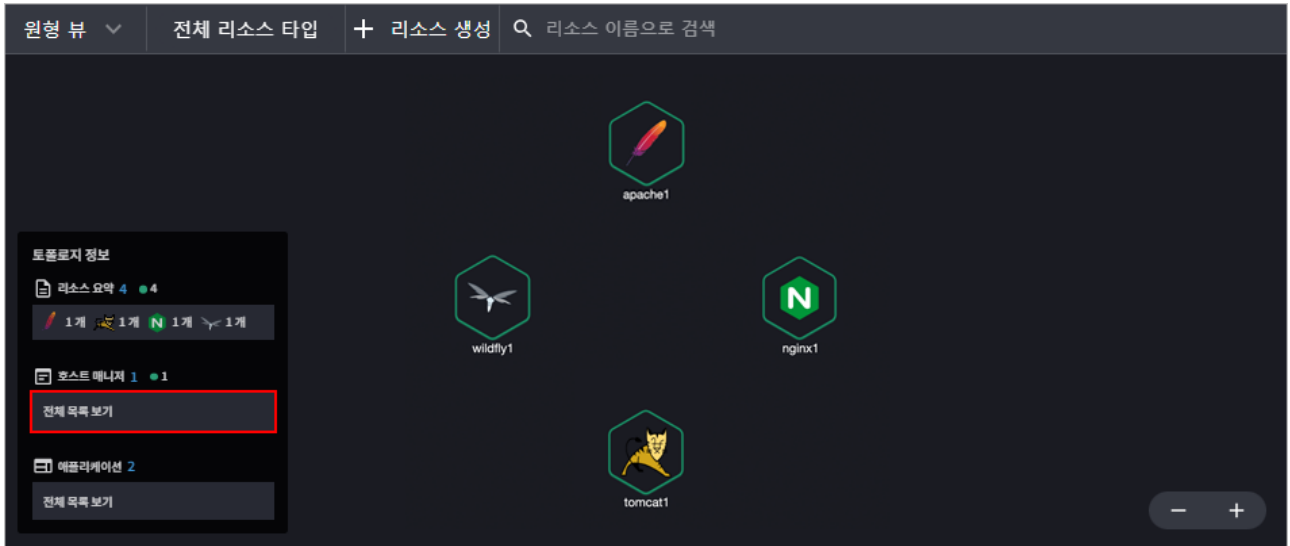 원형 뷰 전체 리소스 타입 + 리소스 생성 리소스 이름으로 검색
apache1
토폴로지 정보
리소스 요약 4 4
1개 1개 N 1개 1개
wildfly1
N
nginx1
호스트 매니저 1 1
전체 목록 보기
애플리케이션 2
전체 목록 보기
tomcat1
− +